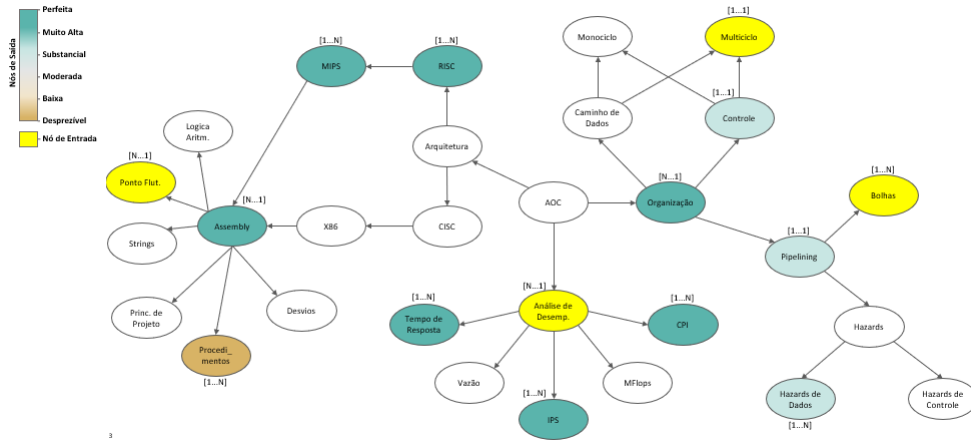 Perfeita
Muito Alta
Substancial
Moderada
Baixa
Desprezível
Nós de Saída
Nó de Entrada
[1...N]
MIPS
[1...N]
RISC
Logica
Aritm.
[N...1]
Ponto Flut.
Arquitetura
[N...1]
Assembly
X86
CISC
AOC
Strings
Princ. de
Projeto
Desvios
Procedi_
mentos
[1...N]
Monociclo
[1...1]
Multiciclo
Caminho de
Dados
[1...1]
Controle
[N...1]
Organização
[1...N]
Bolhas
[1...1]
Pipelining
Hazards
Hazards de
Dados
[1...N]
Hazards de
Controle
[N...1]
Análise de
Desemp.
[1...N]
Tempo de
Resposta
[1...N]
CPI
Vazão
MFlops
[1...N]
IPS
3